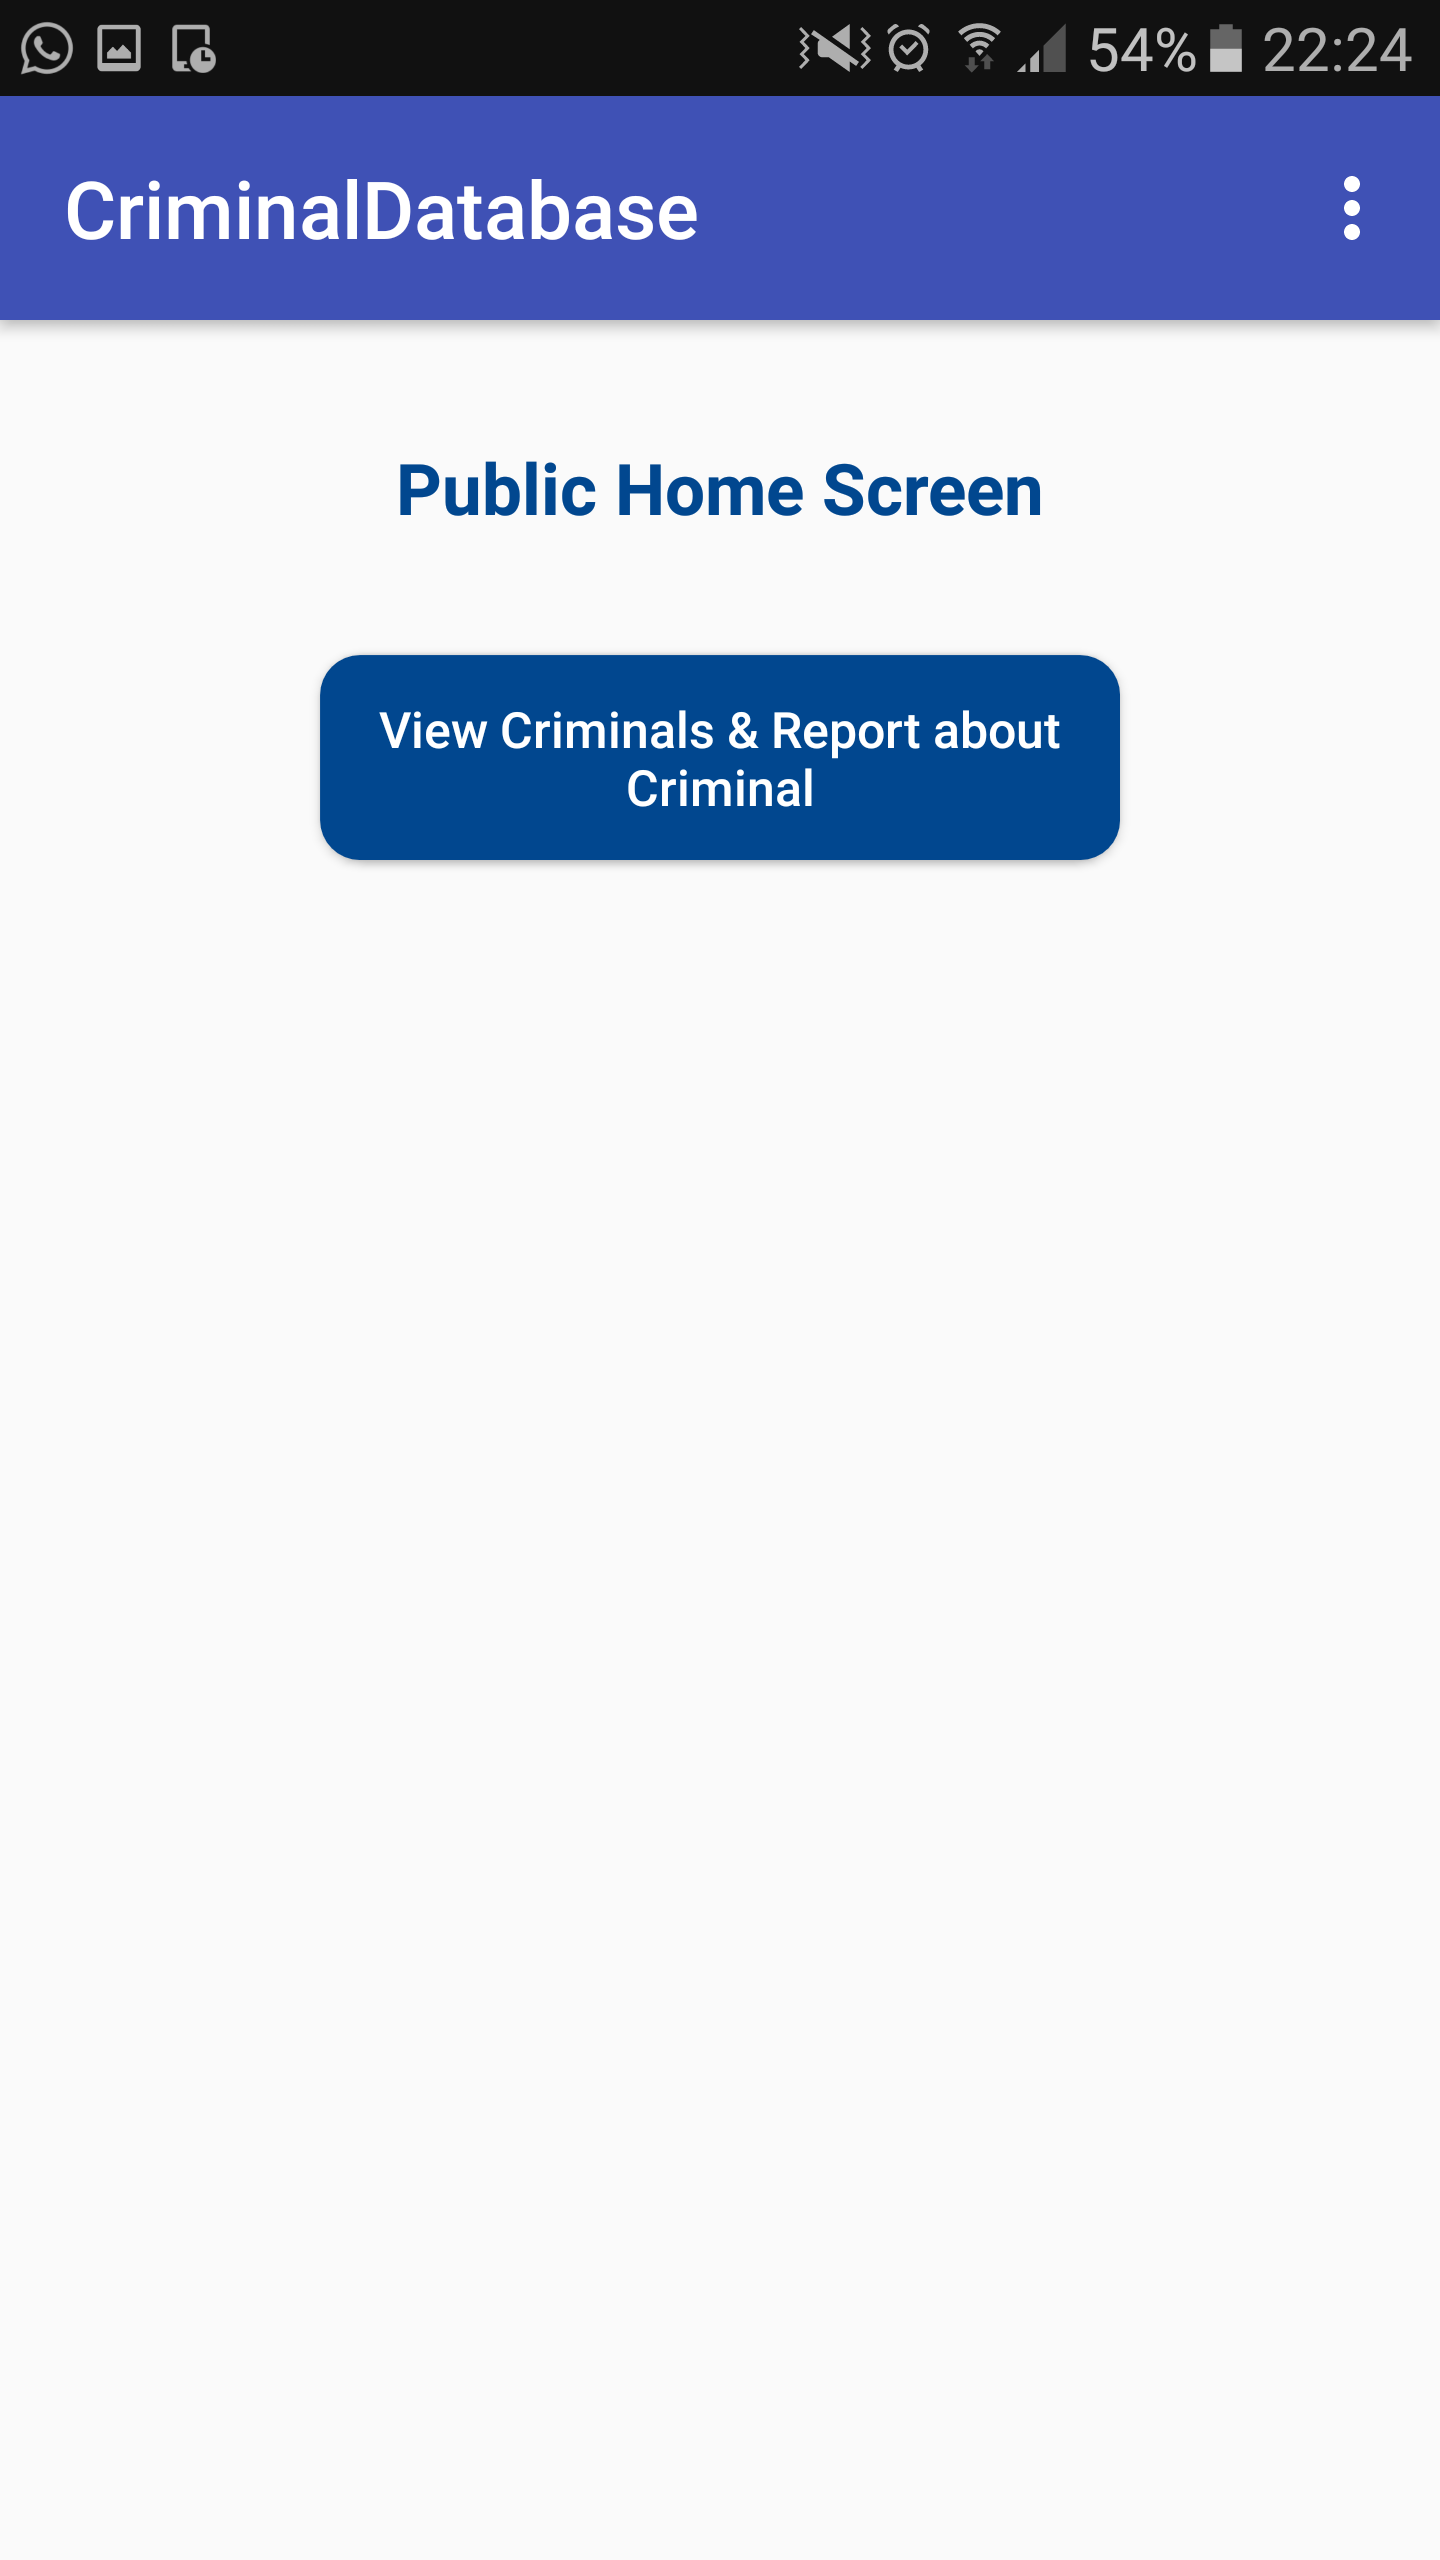 54% 22:24
CriminalDatabase
Public Home Screen
View Criminals & Report about
Criminal